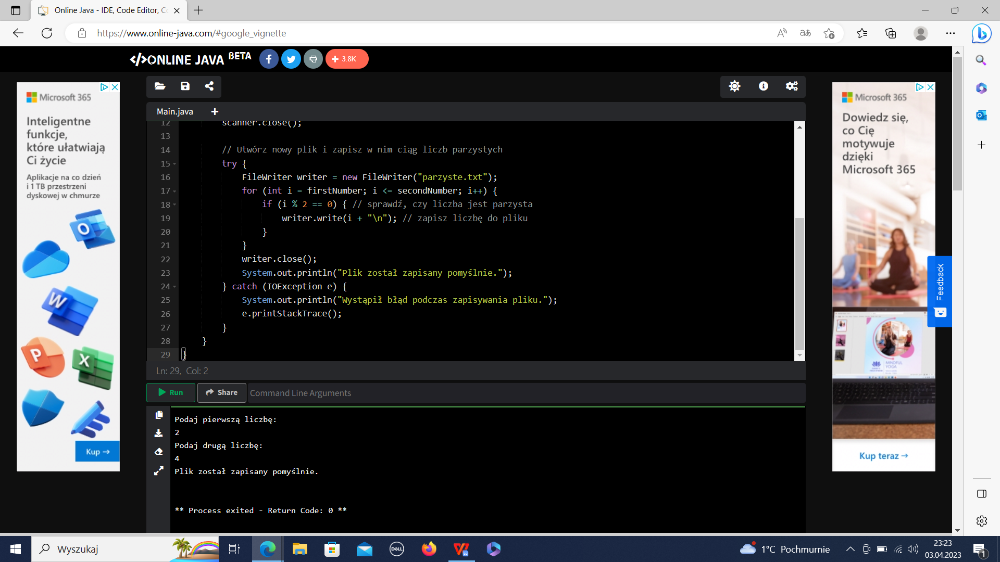 Online Java - IDE, Code Editor, Co
https://www.online-java.com/#google_vignette
</>ONLINE JAVA BETA
3.8K
Microsoft 365
Inteligentne
funkcje,
które ułatwiają
Ci życie
Aplikacje na co dzień
i 1 TB przestrzeni
dyskowej w chmurze
Kup →
Main.java
12 scanner.close();
13
14 // Utwórz nowy plik i zapisz w nim ciąg liczb parzystych
15 try {
16 FileWriter writer = new FileWriter("parzyste.txt");
17 for (int i = firstNumber; i <= secondNumber; i++) {
18 if (i % 2 == 0) { // sprawdź, czy liczba jest parzysta
19 writer.write(i + "\n"); // zapisz liczbę do pliku
20 }
21 }
22 writer.close();
23 System.out.println("Plik został zapisany pomyślnie.");
24 } catch (IOException e) {
25 System.out.println("Wystąpił błąd podczas zapisywania pliku.");
26 e.printStackTrace();
27 }
28 }
29 }
Ln: 29, Col: 2
Run Share Command Line Arguments
Podaj pierwszą liczbę:
2
Podaj drugą liczbę:
4
Plik został zapisany pomyślnie.
** Process exited - Return Code: 0 **
Microsoft 365
Dowiedz się,
co Cię
motywuje
dzięki
Microsoft 365
MINDFUL
YOGA
Kup teraz →
Feedback
Wyszukaj
DELL
1°C Pochmurnie
23:23
03.04.2023
1